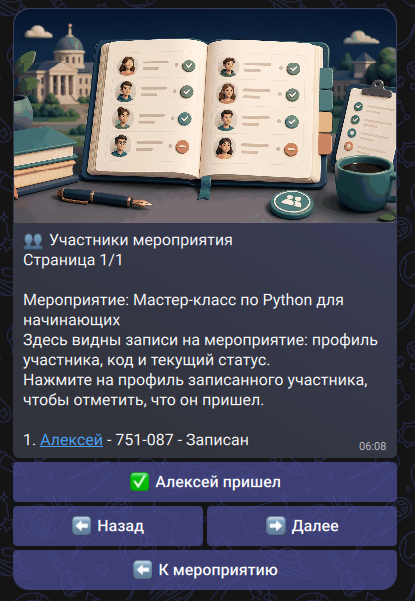 👥 Участники мероприятия
Страница 1/1
Мероприятие: Мастер-класс по Python для
начинающих
Здесь видны записи на мероприятие: профиль
участника, код и текущий статус.
Нажмите на профиль записанного участника,
чтобы отметить, что он пришел.
1. Алексей - 751-087 - Записан
06:08
✅ Алексей пришел
⬅️ Назад
➡️ Далее
⬅️ К мероприятию